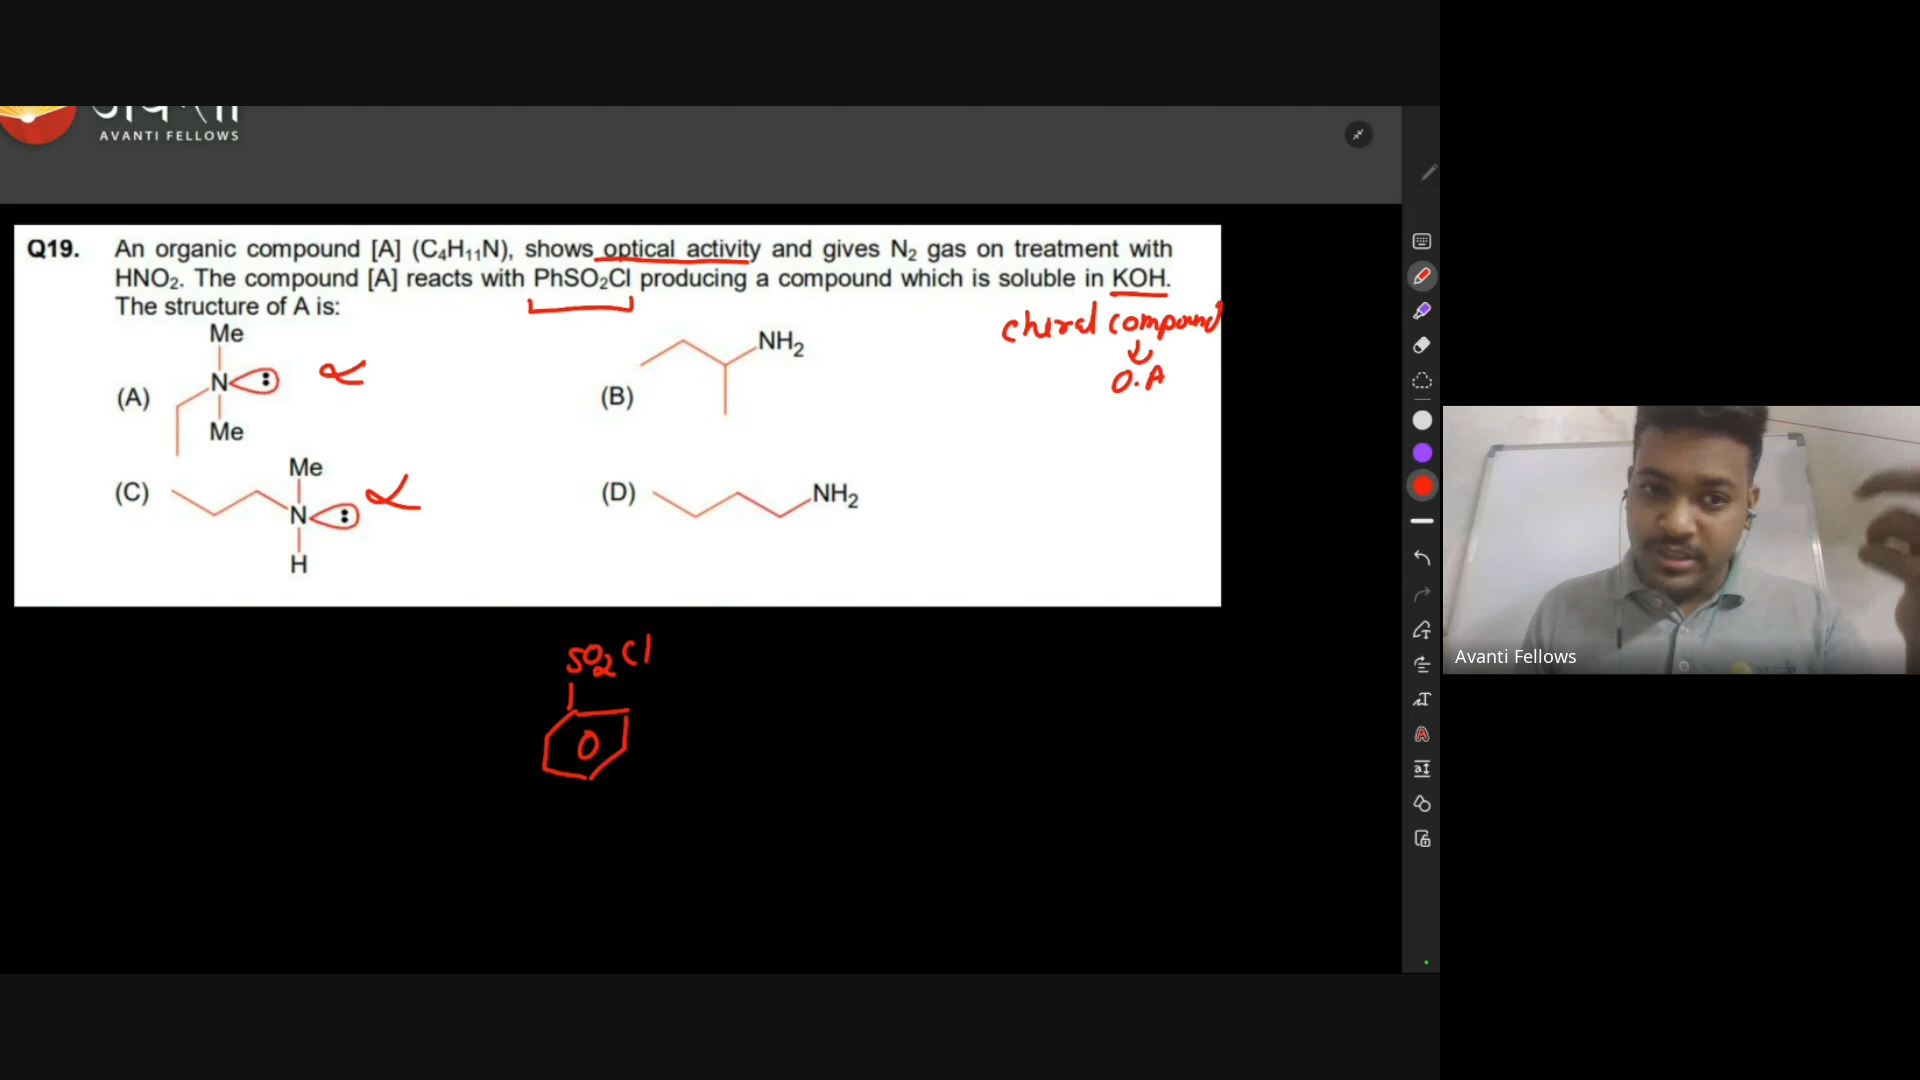 AVANTI FELLOWS
Q19. An organic compound [A] (C₄H₁₁N), shows optical activity and gives N₂ gas on treatment with
HNO₂. The compound [A] reacts with PhSO₂Cl producing a compound which is soluble in KOH.
The structure of A is:
chiral compound
O.A
(A) Me
N
Me
(B) NH₂
(C) Me
N
H
(D) NH₂
SO₂Cl
Avanti Fellows